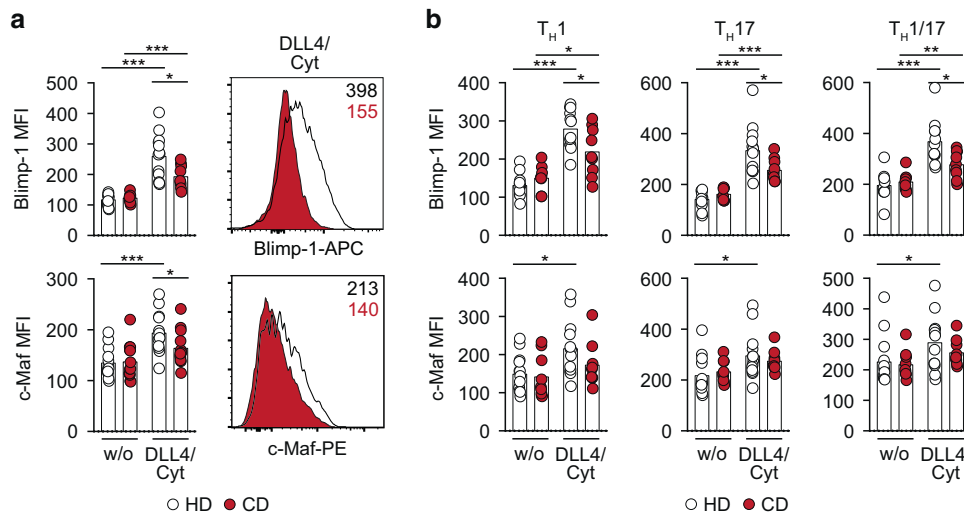 a
DLL4/
Cyt
***
***
*
Blimp-1 MFI
500
400
300
200
100
0
398
155
Blimp-1-APC
***
*
c-Maf MFI
300
200
100
0
w/o
DLL4/
Cyt
213
140
c-Maf-PE
HD
CD
b
TH1
TH17
TH1/17
*
***
*
Blimp-1 MFI
400
300
200
100
0
***
***
*
600
400
200
0
**
***
*
600
400
200
0
*
c-Maf MFI
400
300
200
100
0
w/o
DLL4/
Cyt
*
600
400
200
0
w/o
DLL4/
Cyt
*
500
400
300
200
100
0
w/o
DLL4
Cyt
HD
CD